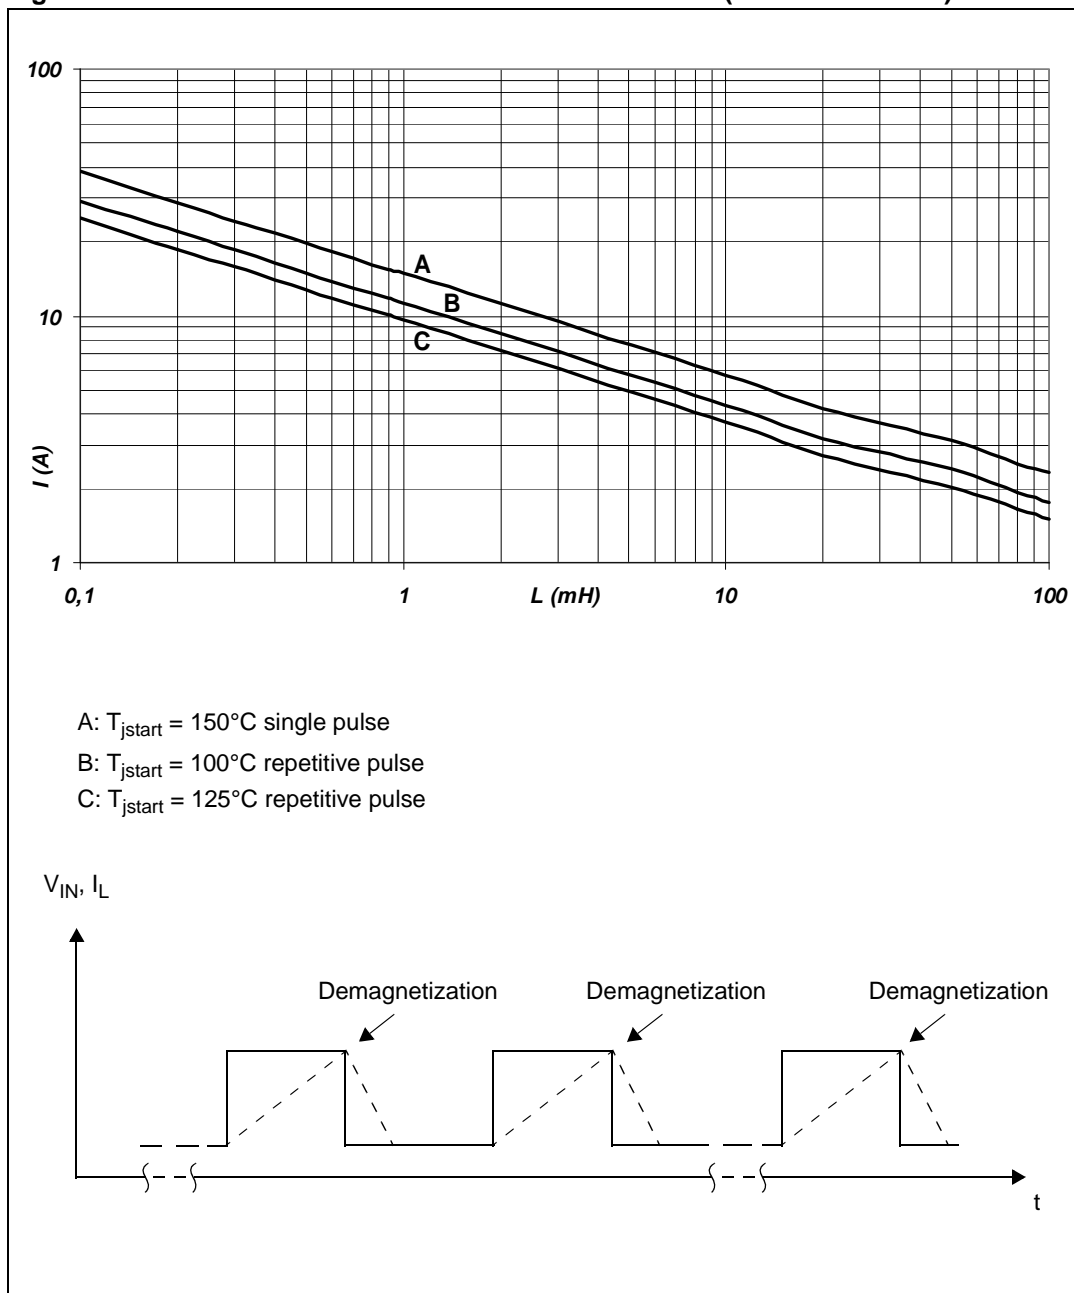 100
A
B
10
C
I (A)
1
0,1 1 L (mH) 10 100
A: Tjstart = 150°C single pulse
B: Tjstart = 100°C repetitive pulse
C: Tjstart = 125°C repetitive pulse
VIN, IL
Demagnetization Demagnetization Demagnetization
t